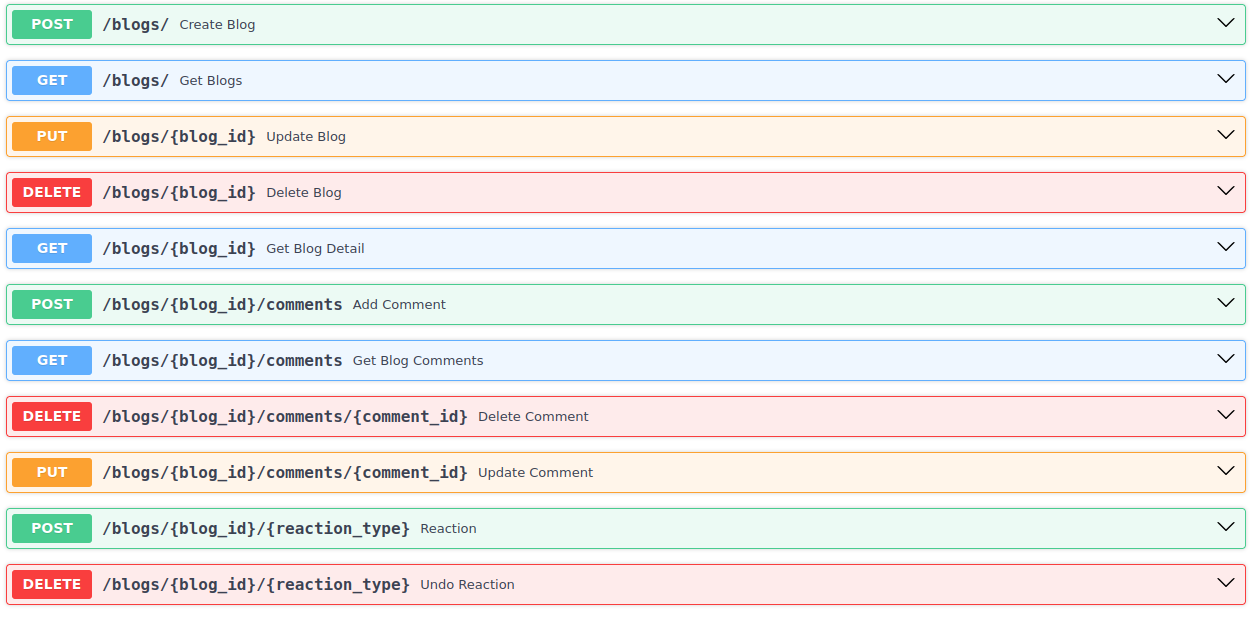 POST /blogs/ Create Blog
GET /blogs/ Get Blogs
PUT /blogs/{blog_id} Update Blog
DELETE /blogs/{blog_id} Delete Blog
GET /blogs/{blog_id} Get Blog Detail
POST /blogs/{blog_id}/comments Add Comment
GET /blogs/{blog_id}/comments Get Blog Comments
DELETE /blogs/{blog_id}/comments/{comment_id} Delete Comment
PUT /blogs/{blog_id}/comments/{comment_id} Update Comment
POST /blogs/{blog_id}/{reaction_type} Reaction
DELETE /blogs/{blog_id}/{reaction_type} Undo Reaction